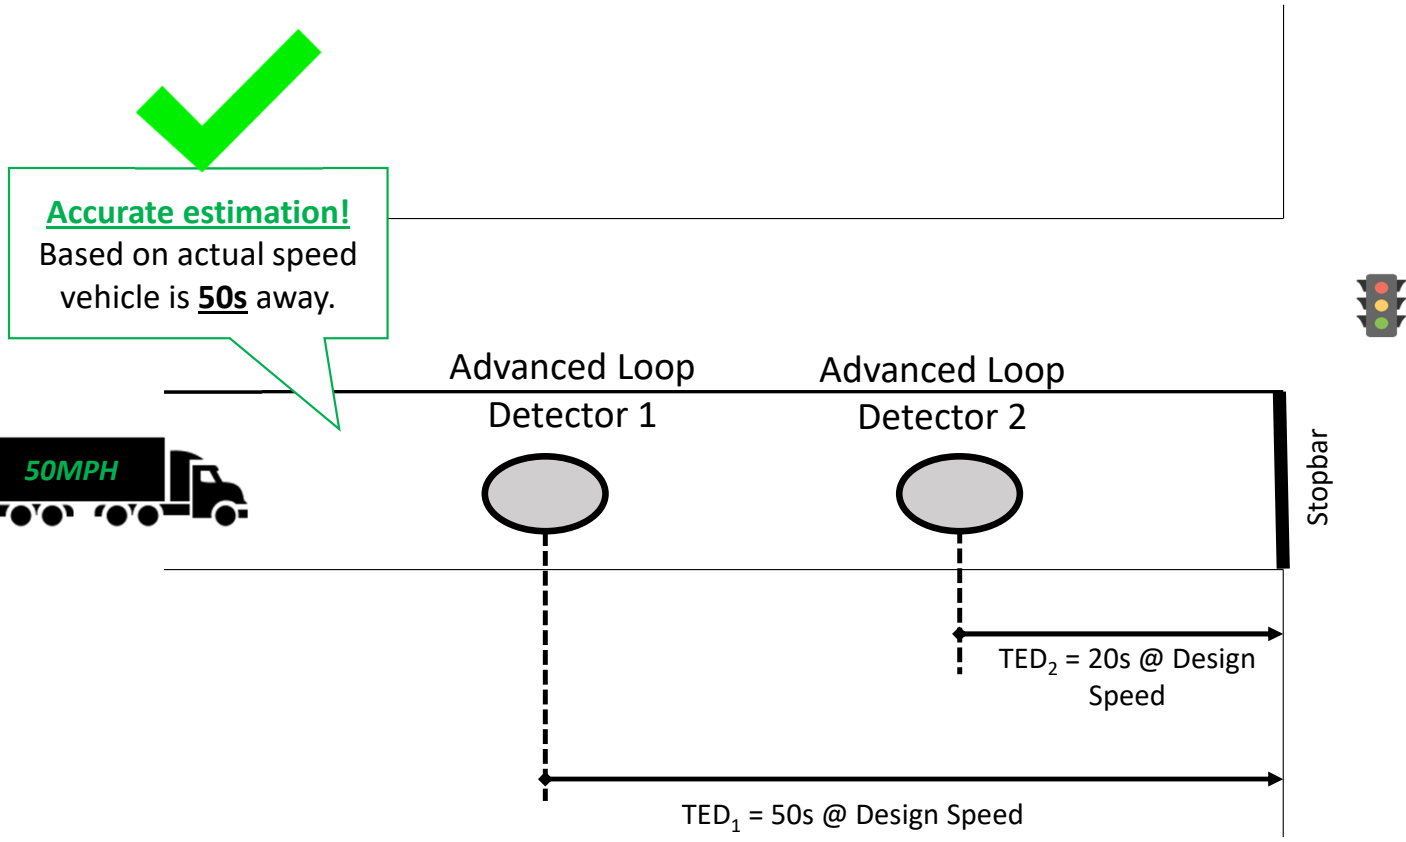 Accurate estimation!
Based on actual speed
vehicle is 50s away.
Advanced Loop
Detector 1
Advanced Loop
Detector 2
50MPH
Stopbar
TED2 = 20s @ Design
Speed
TED1 = 50s @ Design Speed